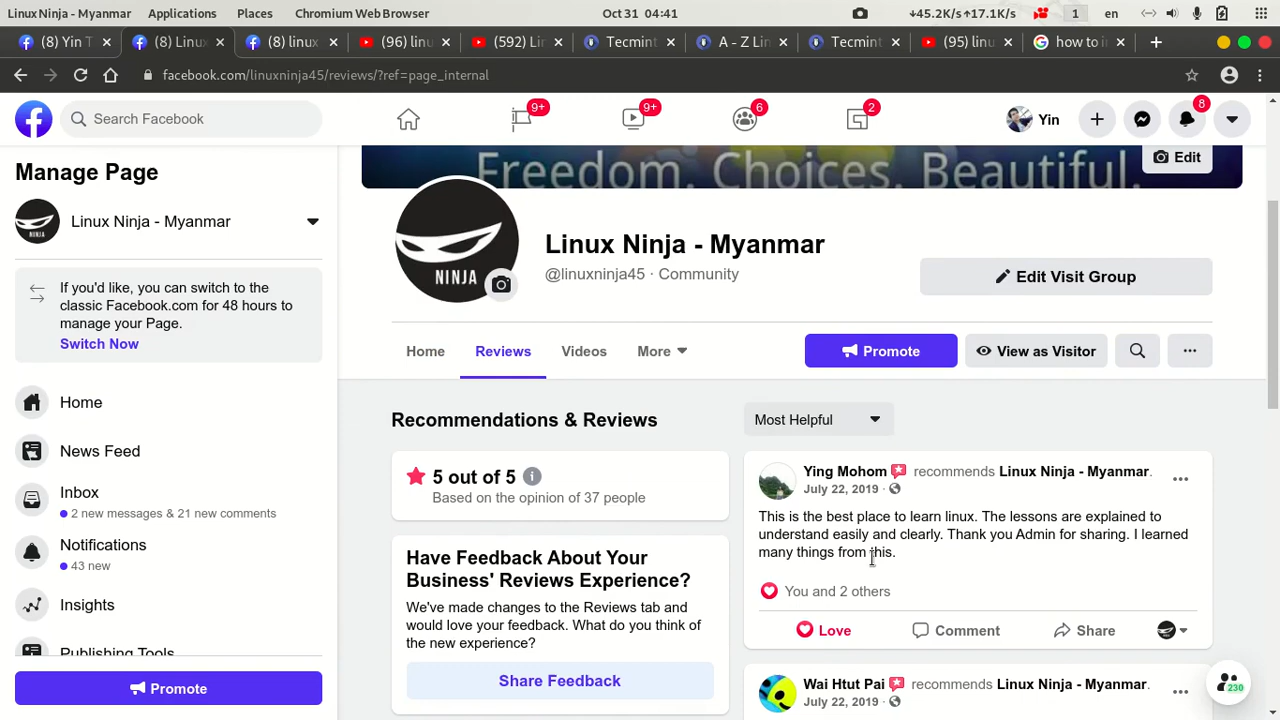 Linux Ninja - Myanmar Applications Places Chromium Web Browser Oct 31 04:41 ↓45.2K/s ↑17.1K/s 1 en
(8) Yin T (8) Linux (8) linux (96) linu (592) Li Tecmint A - Z Lin Tecmint (95) linu how to i
facebook.com/linuxninja45/reviews/?ref=page_internal
Search Facebook 9+ 9+ 6 2 Yin 8
Manage Page
Linux Ninja - Myanmar
If you'd like, you can switch to the
classic Facebook.com for 48 hours to
manage your Page.
Switch Now
Home
News Feed
Inbox
2 new messages & 21 new comments
Notifications
43 new
Insights
Publishing Tools
Promote
Freedom. Choices. Beautiful.
Edit
NINJA
Linux Ninja - Myanmar
@linuxninja45 · Community
Edit Visit Group
Home Reviews Videos More Promote View as Visitor
Recommendations & Reviews
Most Helpful
5 out of 5
Based on the opinion of 37 people
Have Feedback About Your
Business' Reviews Experience?
We've made changes to the Reviews tab and
would love your feedback. What do you think of
the new experience?
Share Feedback
Ying Mohom recommends Linux Ninja - Myanmar.
July 22, 2019 ·
This is the best place to learn linux. The lessons are explained to
understand easily and clearly. Thank you Admin for sharing. I learned
many things from this.
You and 2 others
Love Comment Share
Wai Htut Pai recommends Linux Ninja - Myanmar.
July 22, 2019 ·
230